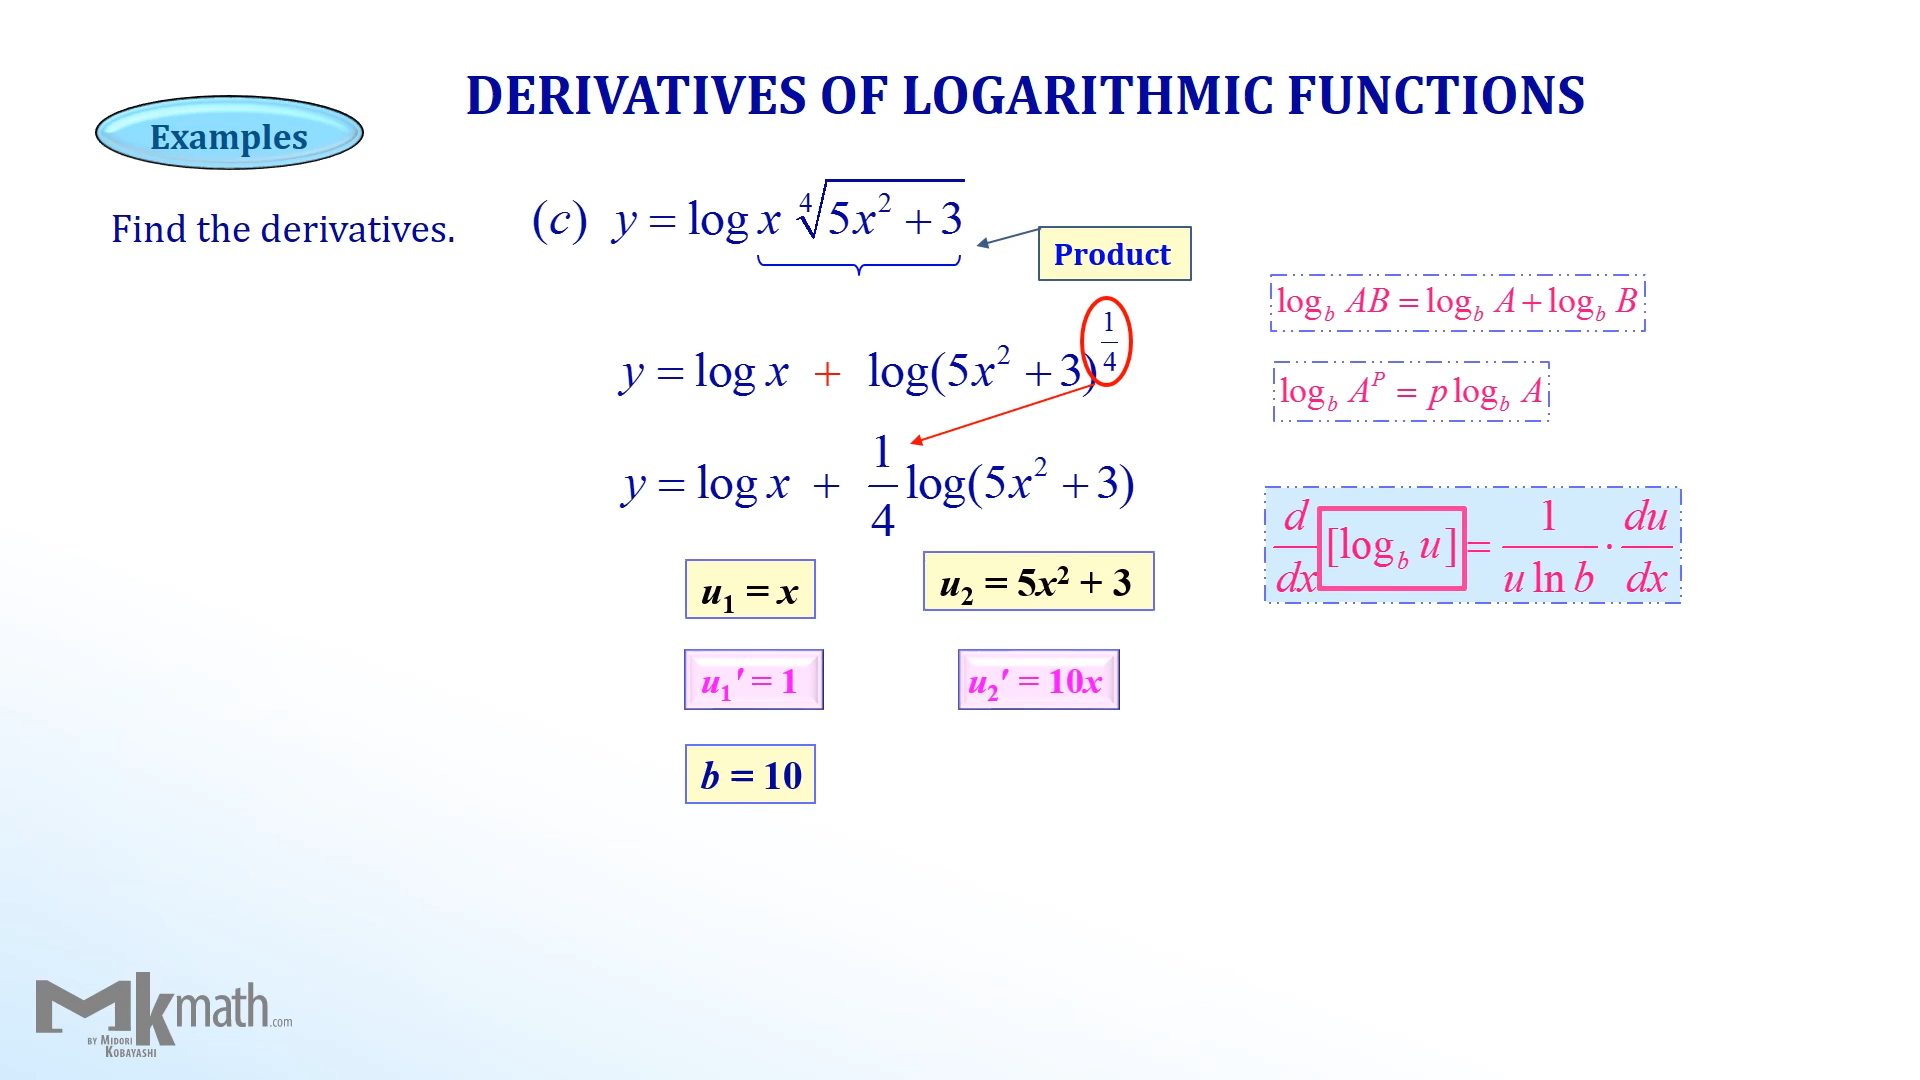 DERIVATIVES OF LOGARITHMIC FUNCTIONS
Examples
Find the derivatives.
(c) y = log x ∜(5x² + 3)
Product
log_b AB = log_b A + log_b B
y = log x + log(5x² + 3)^(1/4)
log_b A^P = p log_b A
y = log x + 1/4 log(5x² + 3)
d/dx [log_b u] = 1/(u ln b) · du/dx
u₁ = x
u₂ = 5x² + 3
u₁′ = 1
u₂′ = 10x
b = 10
Mkmath.com
BY MIDORI
KOBAYASHI